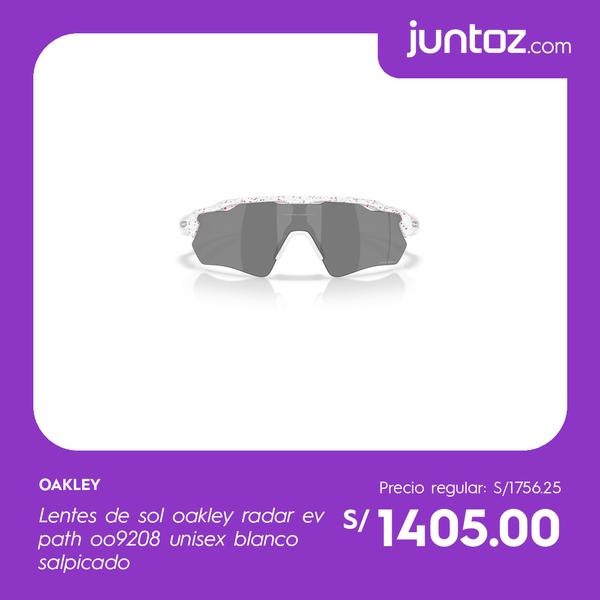 juntoz.com
OAKLEY
Lentes de sol oakley radar ev
path oo9208 unisex blanco
salpicado
Precio regular: S/1756.25
S/ 1405.00